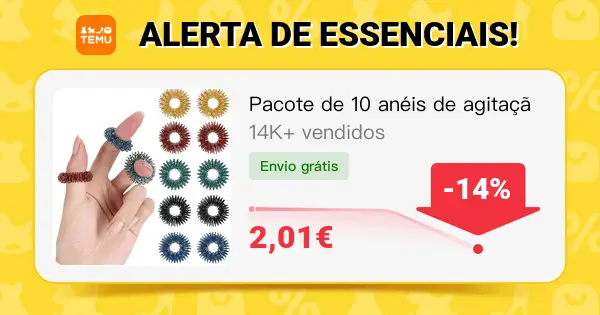 TEMU
ALERTA DE ESSENCIAIS!
Pacote de 10 anéis de agitaçã
14K+ vendidos
Envio grátis
-14%
2,01€